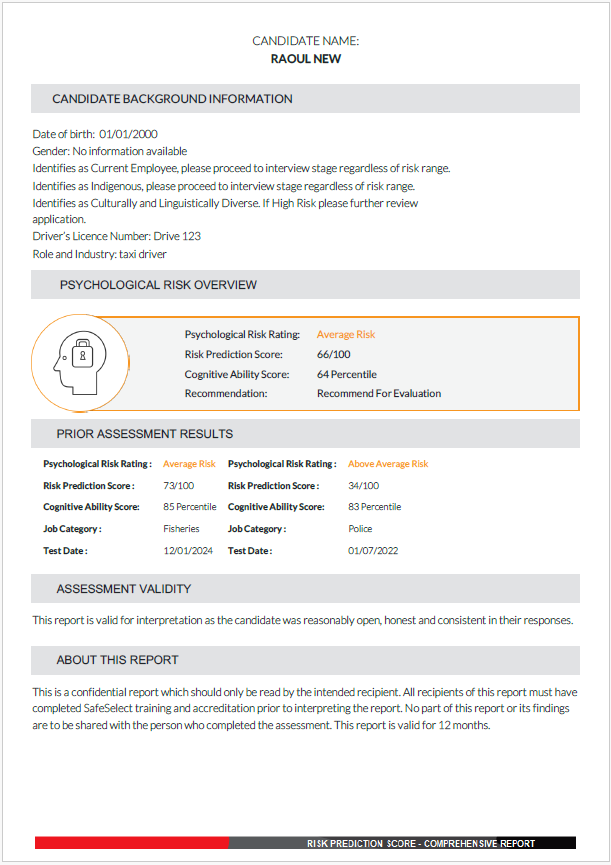 CANDIDATE NAME:
RAOUL NEW
CANDIDATE BACKGROUND INFORMATION
Date of birth: 01/01/2000
Gender: No information available
Identifies as Current Employee, please proceed to interview stage regardless of risk range.
Identifies as Indigenous, please proceed to interview stage regardless of risk range.
Identifies as Culturally and Linguistically Diverse. If High Risk please further review
application.
Driver's Licence Number: Drive 123
Role and Industry: taxi driver
PSYCHOLOGICAL RISK OVERVIEW
Psychological Risk Rating: Average Risk
Risk Prediction Score: 66/100
Cognitive Ability Score: 64 Percentile
Recommendation: Recommend For Evaluation
PRIOR ASSESSMENT RESULTS
Psychological Risk Rating : Average Risk Psychological Risk Rating : Above Average Risk
Risk Prediction Score : 73/100 Risk Prediction Score : 34/100
Cognitive Ability Score: 85 Percentile Cognitive Ability Score: 83 Percentile
Job Category : Fisheries Job Category : Police
Test Date : 12/01/2024 Test Date : 01/07/2022
ASSESSMENT VALIDITY
This report is valid for interpretation as the candidate was reasonably open, honest and consistent in their responses.
ABOUT THIS REPORT
This is a confidential report which should only be read by the intended recipient. All recipients of this report must have
completed SafeSelect training and accreditation prior to interpreting the report. No part of this report or its findings
are to be shared with the person who completed the assessment. This report is valid for 12 months.
RISK PREDICTION SCORE - COMPREHENSIVE REPORT